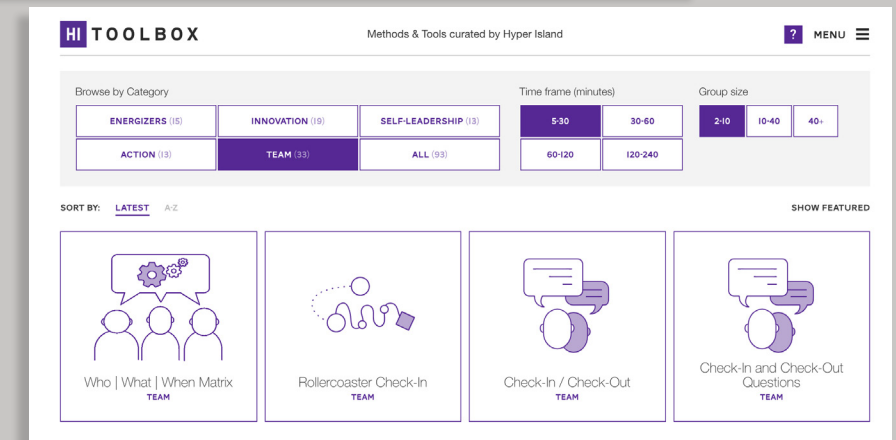 HI TOOLBOX
Methods & Tools curated by Hyper Island
? MENU
Browse by Category
Time frame (minutes)
Group size
ENERGIZERS (15)
INNOVATION (19)
SELF-LEADERSHIP (13)
5-30
30-60
2-10
10-40
40+
ACTION (13)
TEAM (33)
ALL (93)
60-120
120-240
SORT BY: LATEST A-Z
SHOW FEATURED
Who | What | When Matrix
TEAM
Rollercoaster Check-In
TEAM
Check-In / Check-Out
TEAM
Check-In and Check-Out
Questions
TEAM